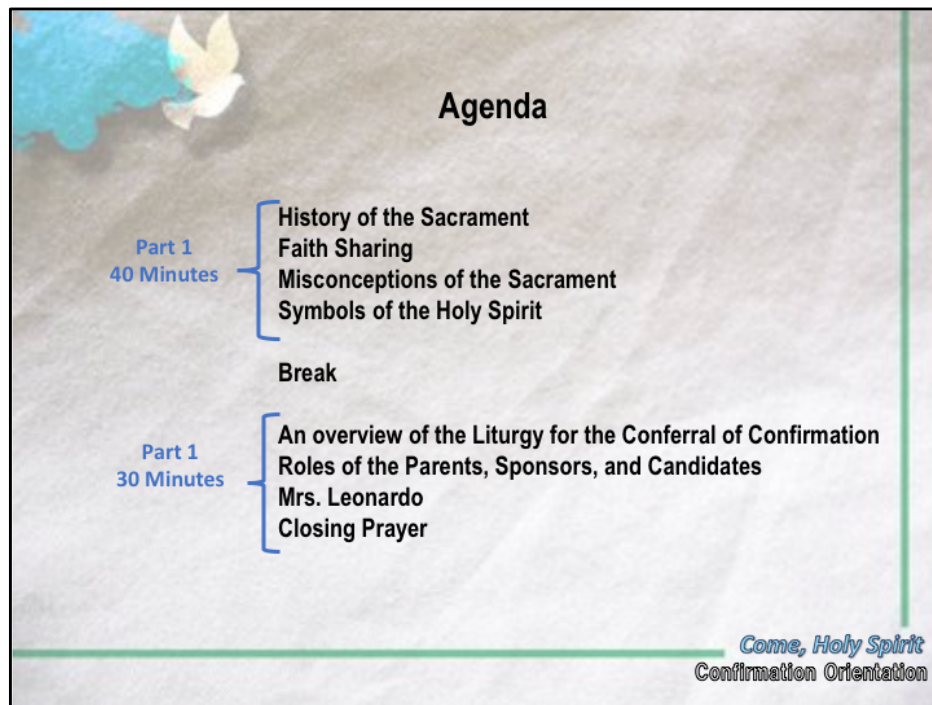 Agenda
Part 1
40 Minutes
History of the Sacrament
Faith Sharing
Misconceptions of the Sacrament
Symbols of the Holy Spirit
Break
Part 1
30 Minutes
An overview of the Liturgy for the Conferral of Confirmation
Roles of the Parents, Sponsors, and Candidates
Mrs. Leonardo
Closing Prayer
Come, Holy Spirit
Confirmation Orientation